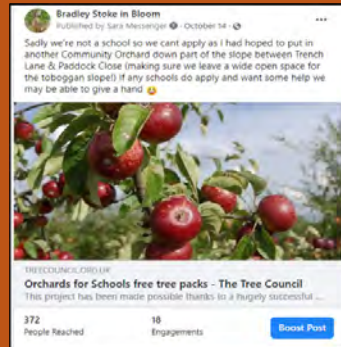 Bradley Stoke in Bloom
Published by Sara Messenger · October 14 ·
Sadly we're not a school so we cant apply as I had hoped to put in
another Community Orchard down part of the slope between Trench
Lane & Paddock Close (making sure we leave a wide open space for
the toboggan slope!) If any schools do apply and want some help we
may be able to give a hand
TREECOUNCIL.ORG.UK
Orchards for Schools free tree packs - The Tree Council
This project has been made possible thanks to a hugely successful ...
372
People Reached
18
Engagements
Boost Post